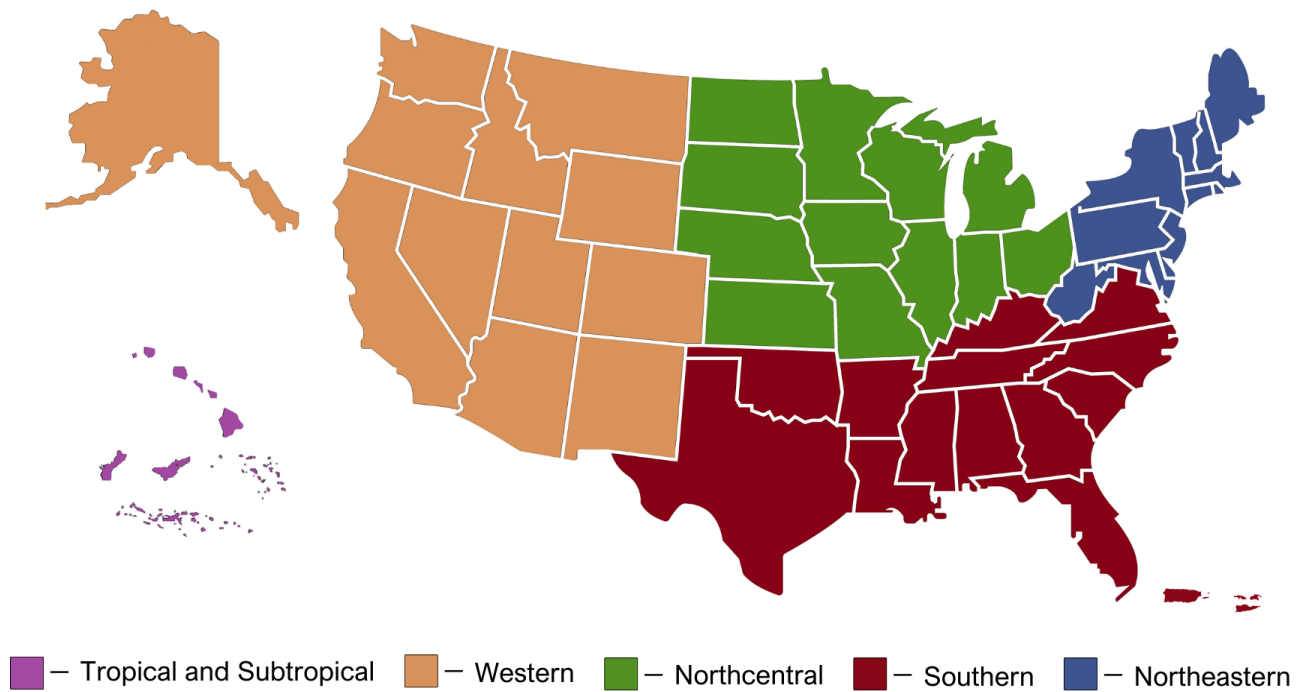 – Tropical and Subtropical – Western – Northcentral – Southern – Northeastern